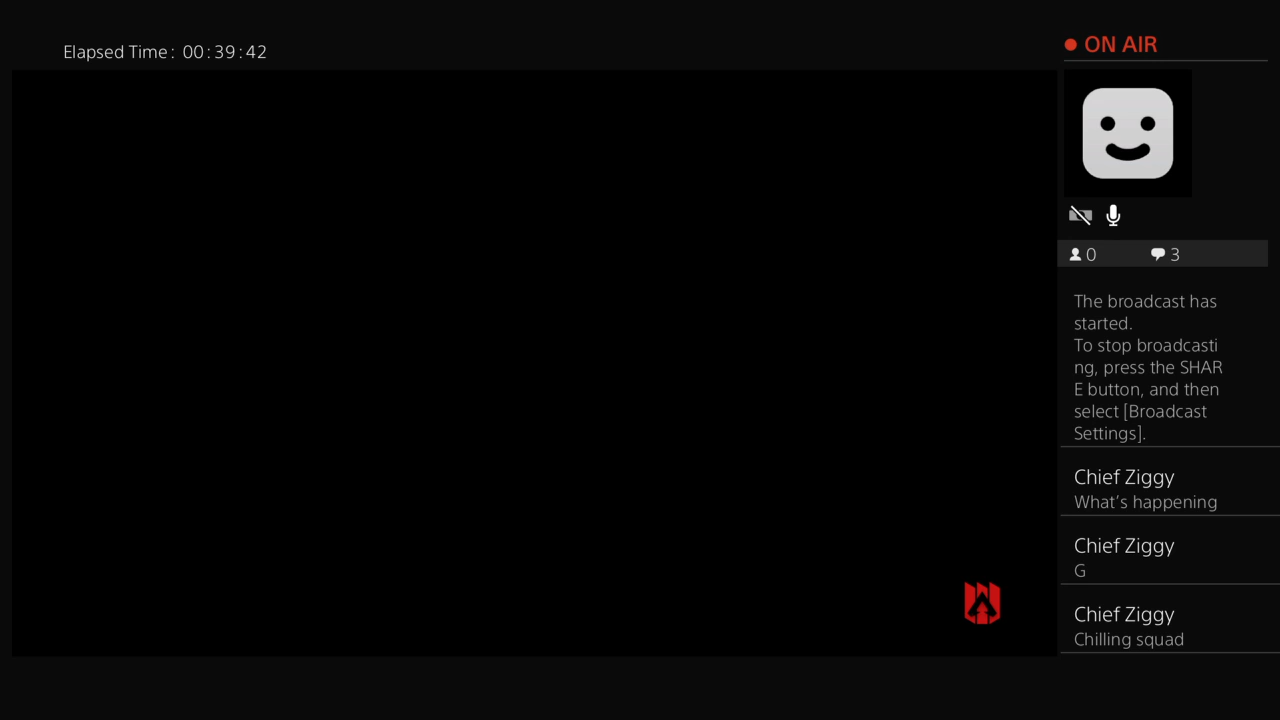 Elapsed Time: 00:39:42
ON AIR
0
3
The broadcast has
started.
To stop broadcasti
ng, press the SHAR
E button, and then
select [Broadcast
Settings].
Chief Ziggy
What's happening
Chief Ziggy
G
Chief Ziggy
Chilling squad